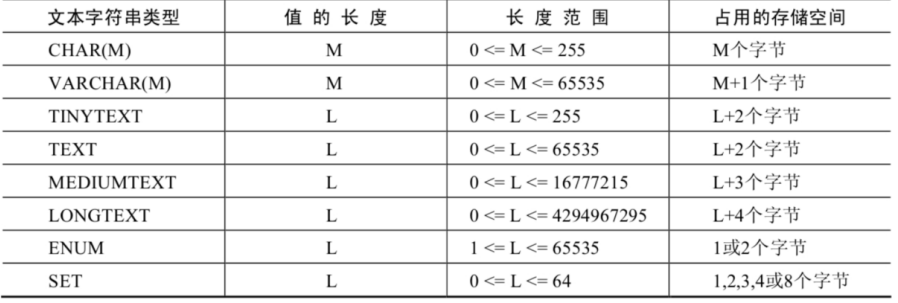 文本字符串类型 值的长度 长度范围 占用的存储空间
CHAR(M) M 0 <= M <= 255 M个字节
VARCHAR(M) M 0 <= M <= 65535 M+1个字节
TINYTEXT L 0 <= L <= 255 L+2个字节
TEXT L 0 <= L <= 65535 L+2个字节
MEDIUMTEXT L 0 <= L <= 16777215 L+3个字节
LONGTEXT L 0 <= L <= 4294967295 L+4个字节
ENUM L 1 <= L <= 65535 1或2个字节
SET L 0 <= L <= 64 1,2,3,4或8个字节